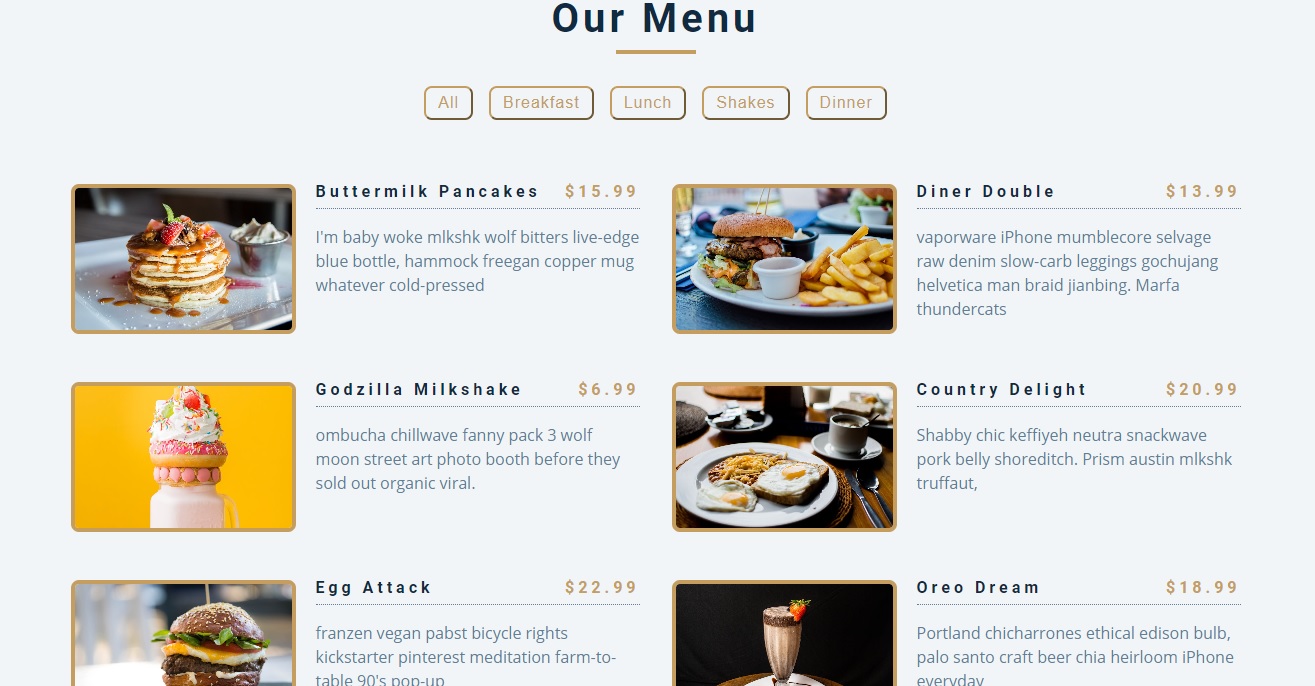 Our Menu
All
Breakfast
Lunch
Shakes
Dinner
Buttermilk Pancakes $15.99
I'm baby woke mlkshk wolf bitters live-edge
blue bottle, hammock freegan copper mug
whatever cold-pressed
Diner Double $13.99
vaporware iPhone mumblecore selvage
raw denim slow-carb leggings gochujang
helvetica man braid jianbing. Marfa
thundercats
Godzilla Milkshake $6.99
ombucha chillwave fanny pack 3 wolf
moon street art photo booth before they
sold out organic viral.
Country Delight $20.99
Shabby chic keffiyeh neutra snackwave
pork belly shoreditch. Prism austin mlkshk
truffaut,
Egg Attack $22.99
franzen vegan pabst bicycle rights
kickstarter pinterest meditation farm-to-
table 90's pop-up
Oreo Dream $18.99
Portland chicharrones ethical edison bulb,
palo santo craft beer chia heirloom iPhone
everyday